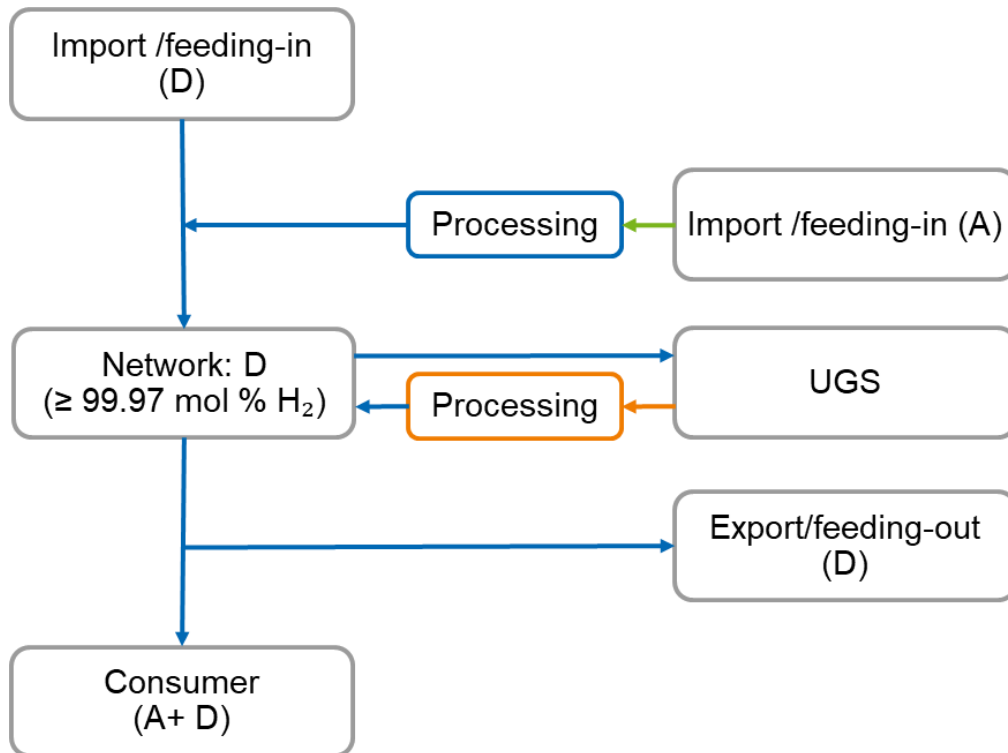 Import /feeding-in
(D)
Processing
Import /feeding-in (A)
Network: D
(≥ 99.97 mol % H₂)
Processing
UGS
Export/feeding-out
(D)
Consumer
(A+ D)